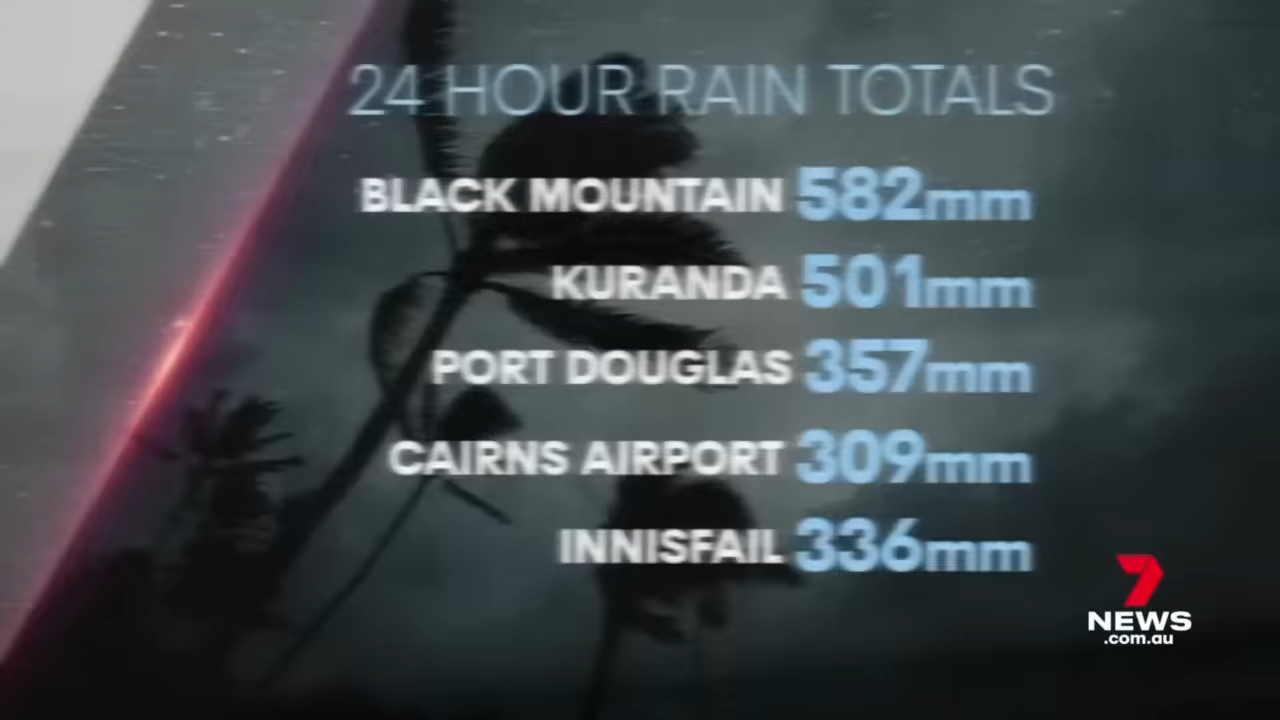 24 HOUR RAIN TOTALS
BLACK MOUNTAIN 582mm
KURANDA 501mm
PORT DOUGLAS 357mm
CAIRNS AIRPORT 309mm
INNISFAIL 336mm
7
NEWS
.com.au